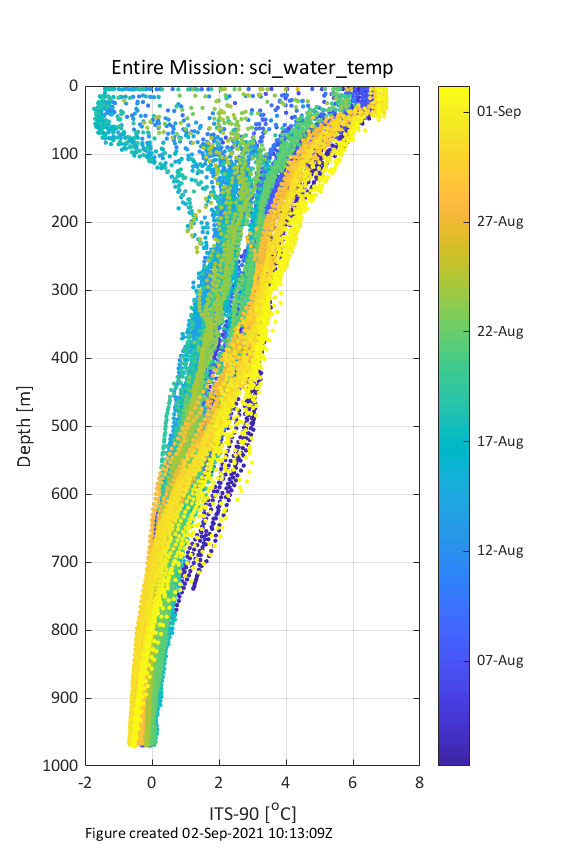 Entire Mission: sci_water_temp
0
100
200
300
400
500
600
700
800
900
1000
Depth [m]
-2 0 2 4 6 8
ITS-90 [°C]
01-Sep
27-Aug
22-Aug
17-Aug
12-Aug
07-Aug
Figure created 02-Sep-2021 10:13:09Z